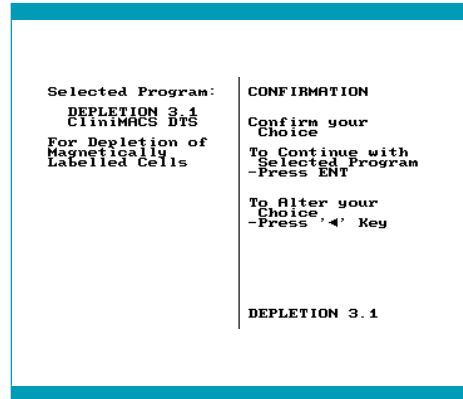 Selected Program:
DEPLETION 3.1
CliniMACS DTS
For Depletion of
Magnetically
Labelled Cells
CONFIRMATION
Confirm your
Choice
To Continue with
Selected Program
-Press ENT
To Alter your
Choice
-Press '◄' Key
DEPLETION 3.1